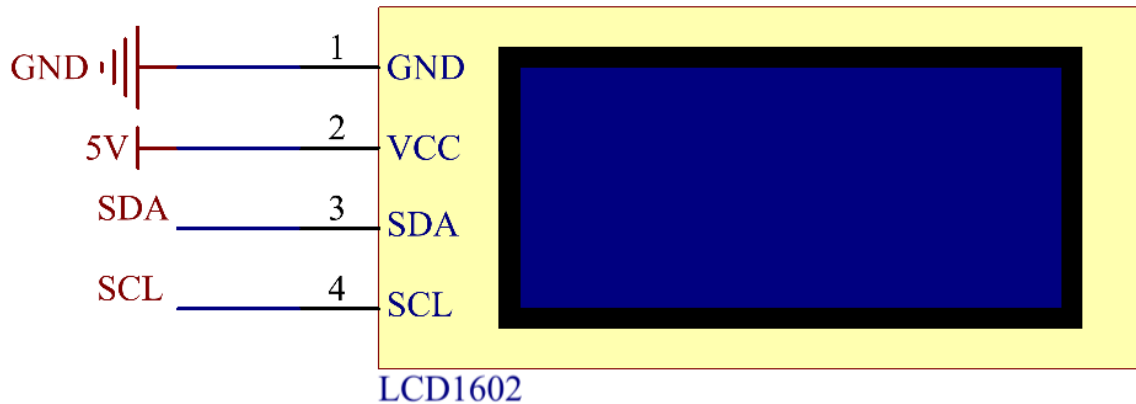 GND 1 GND
5V 2 VCC
SDA 3 SDA
SCL 4 SCL
LCD1602